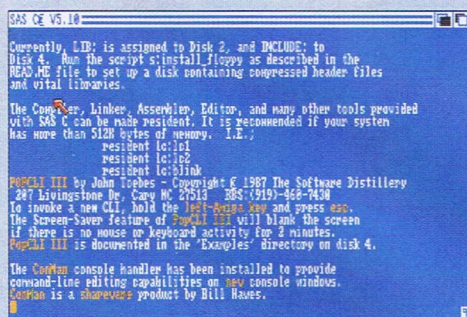 SAS C V5.10
Currently, LIB: is assigned to Disk 2, and INCLUDE: to
Disk 4.  Run the script s:install_floppy as described in the
READ.ME file to set up a disk containing compressed header files
and vital libraries.
The Compiler, Linker, Assembler, Editor, and many other tools provided
with SAS C can be made resident. It is recommended if your system
has more than 512K bytes of memory.  I.E.;
resident lc:lc1
resident lc:lc2
resident lc:blink
POPCLI III by John Toebes - Copyright © 1987 The Software Distillery
207 Livingstone Dr, Cary NC 27513  BBS:(919)-460-7430
To invoke a new CLI, hold the left-Amiga key and press esc.
The Screen-Saver feature of PopCLI III will blank the screen
if there is no mouse or keyboard activity for 2 minutes.
PopCLI III is documented in the 'Examples' directory on disk 4.
The ConMan console handler has been installed to provide
command-line editing capabilities on new console windows.
ConMan is a shareware product by Bill Hawes.